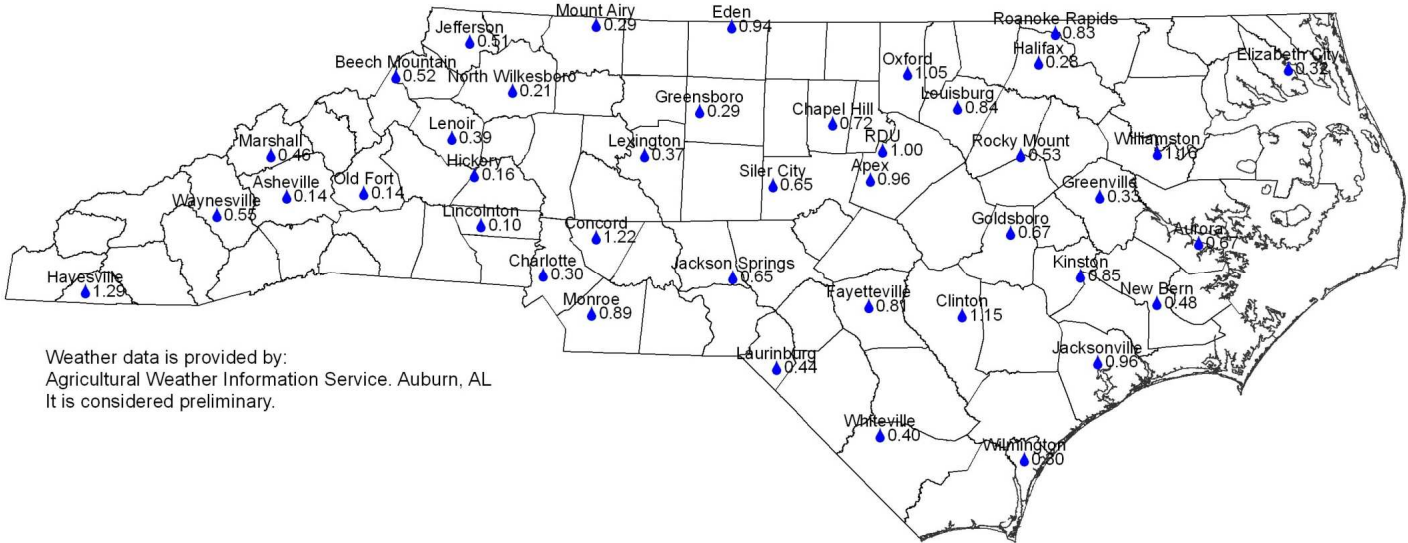 Mount Airy
0.29
Eden
0.94
Roanoke Rapids
0.83
Jefferson
0.51
Halifax
0.28
Elizabeth City
0.32
Beech Mountain
0.52
North Wilkesboro
0.21
Oxford
1.05
Louisburg
0.84
Greensboro
0.29
Chapel Hill
0.72
Lenoir
0.39
RDU
1.00
Marshall
0.46
Lexington
0.37
Rocky Mount
0.53
Williamston
1.16
Hickory
0.16
Siler City
0.65
Apex
0.96
Asheville
0.14
Old Fort
0.14
Greenville
0.33
Waynesville
0.55
Lincolnton
0.10
Concord
1.22
Goldsboro
0.67
Aurora
0.67
Hayesville
1.29
Charlotte
0.30
Jackson Springs
0.65
Kinston
0.85
New Bern
0.48
Monroe
0.89
Fayetteville
0.81
Clinton
1.15
Laurinburg
0.44
Jacksonville
0.96
Weather data is provided by:
Agricultural Weather Information Service. Auburn, AL
It is considered preliminary.
Whiteville
0.40
Wilmington